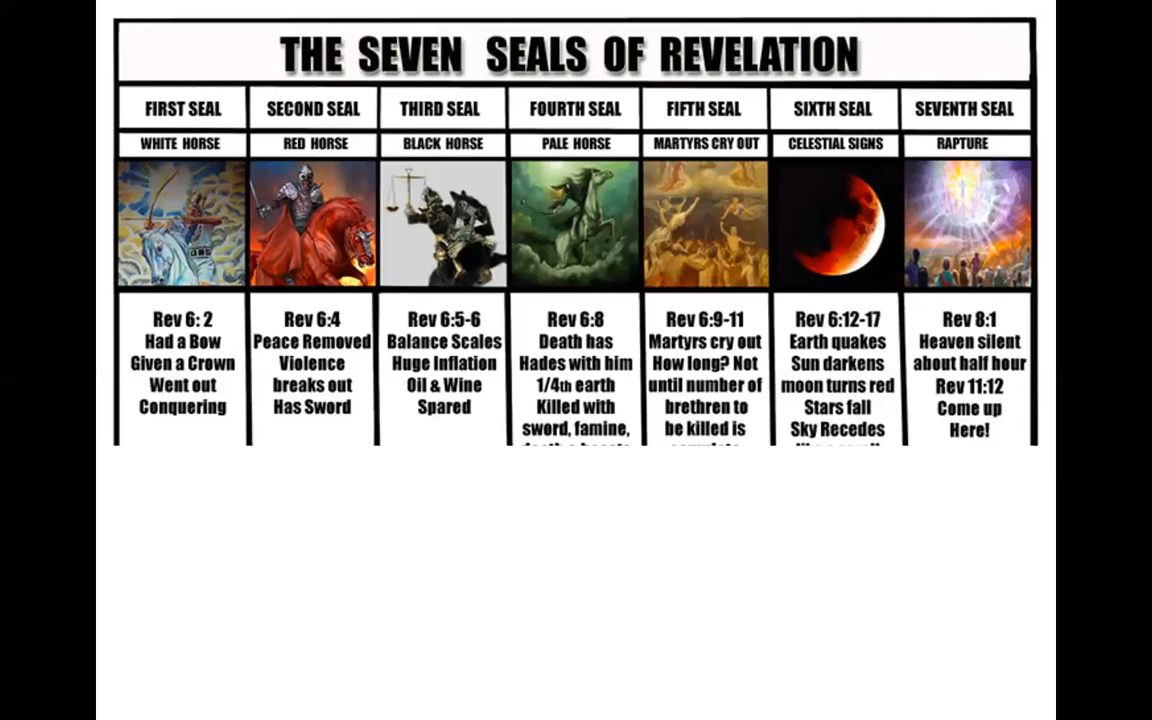 THE SEVEN SEALS OF REVELATION
FIRST SEAL
SECOND SEAL
THIRD SEAL
FOURTH SEAL
FIFTH SEAL
SIXTH SEAL
SEVENTH SEAL
WHITE HORSE
RED HORSE
BLACK HORSE
PALE HORSE
MARTYRS CRY OUT
CELESTIAL SIGNS
RAPTURE
Rev 6: 2
Had a Bow
Given a Crown
Went out
Conquering
Rev 6:4
Peace Removed
Violence
breaks out
Has Sword
Rev 6:5-6
Balance Scales
Huge Inflation
Oil & Wine
Spared
Rev 6:8
Death has
Hades with him
1/4th earth
Killed with
sword, famine,
Rev 6:9-11
Martyrs cry out
How long? Not
until number of
brethren to
be killed is
Rev 6:12-17
Earth quakes
Sun darkens
moon turns red
Stars fall
Sky Recedes
Rev 8:1
Heaven silent
about half hour
Rev 11:12
Come up
Here!